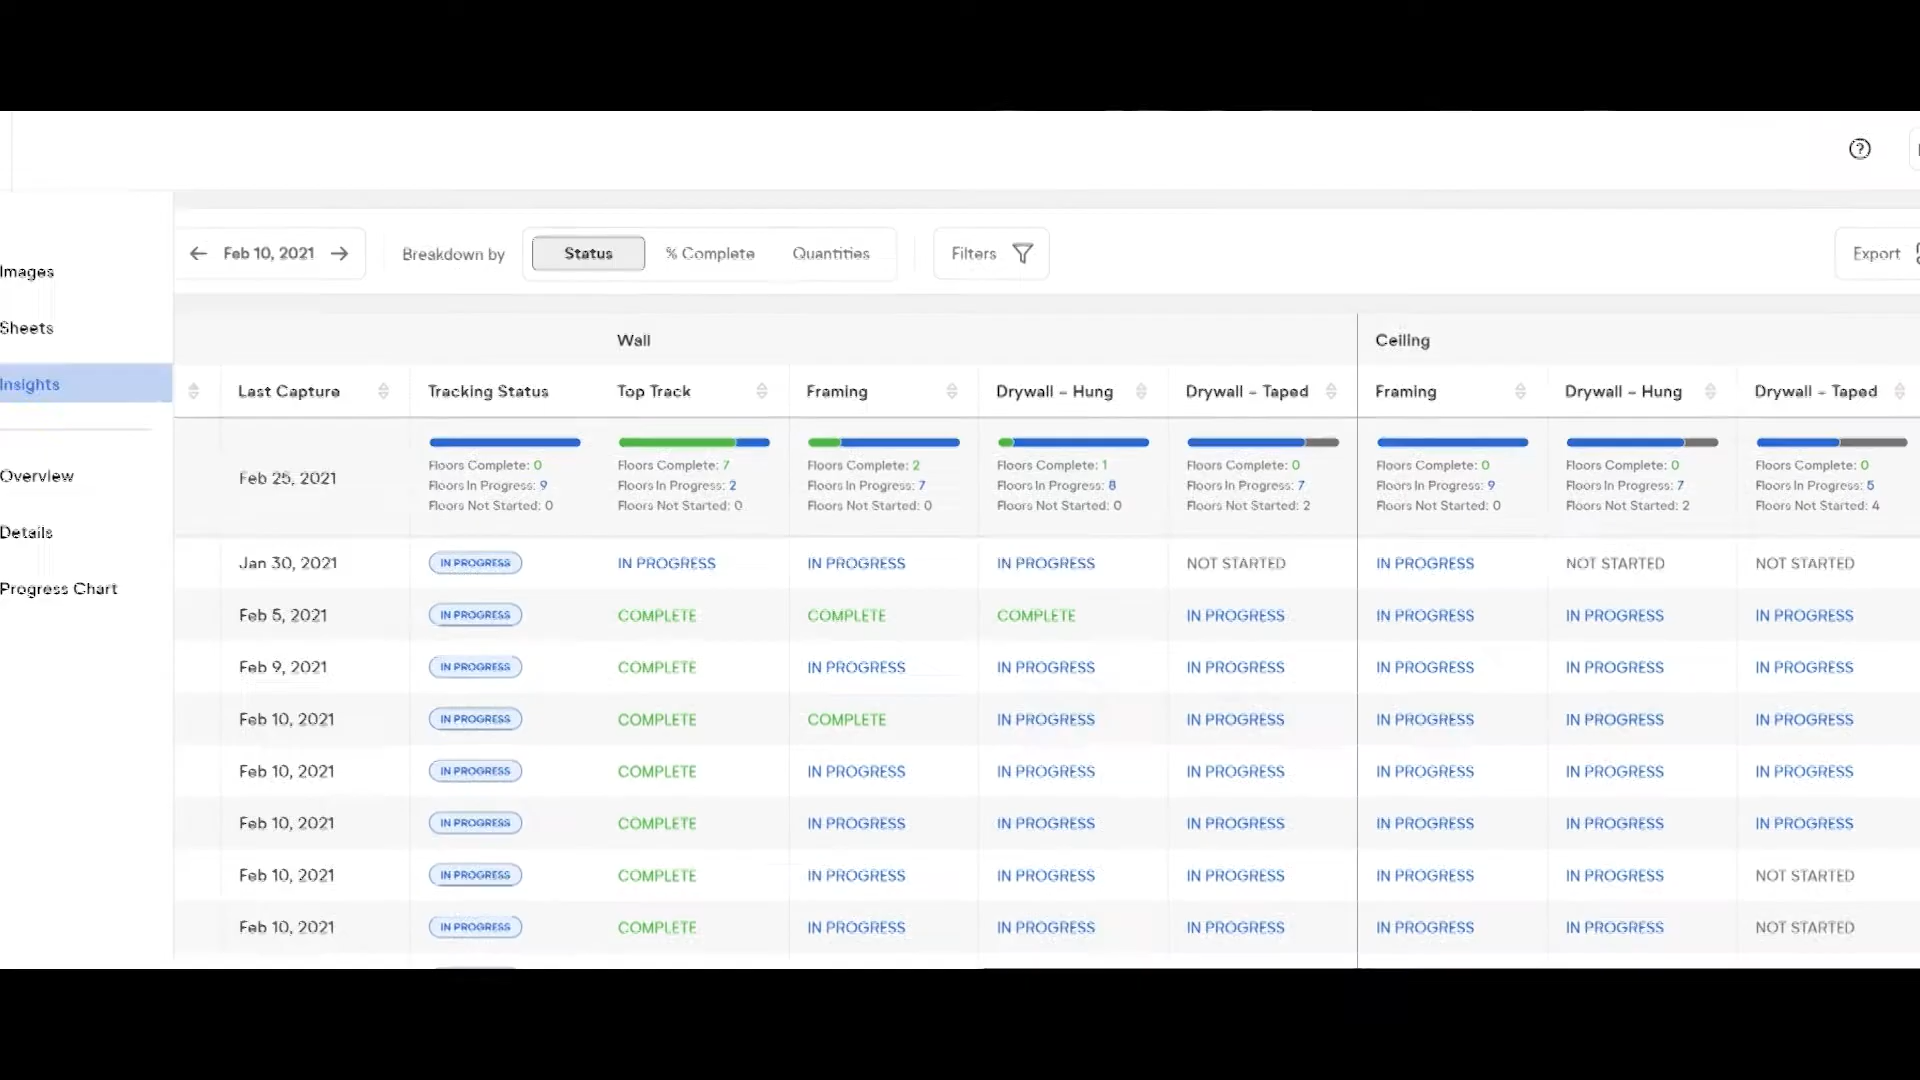 Images
Sheets
Insights
Overview
Details
Progress Chart
Feb 10, 2021
Breakdown by
Status
% Complete
Quantities
Filters
Export
Wall
Ceiling
Last Capture
Tracking Status
Top Track
Framing
Drywall - Hung
Drywall - Taped
Framing
Drywall - Hung
Drywall - Taped
Feb 25, 2021
Floors Complete: 0
Floors In Progress: 9
Floors Not Started: 0
Floors Complete: 7
Floors In Progress: 2
Floors Not Started: 0
Floors Complete: 2
Floors In Progress: 7
Floors Not Started: 0
Floors Complete: 1
Floors In Progress: 8
Floors Not Started: 0
Floors Complete: 0
Floors In Progress: 7
Floors Not Started: 2
Floors Complete: 0
Floors In Progress: 9
Floors Not Started: 0
Floors Complete: 0
Floors In Progress: 7
Floors Not Started: 2
Floors Complete: 0
Floors In Progress: 5
Floors Not Started: 4
Jan 30, 2021 IN PROGRESS IN PROGRESS IN PROGRESS IN PROGRESS NOT STARTED IN PROGRESS NOT STARTED NOT STARTED
Feb 5, 2021 IN PROGRESS COMPLETE COMPLETE COMPLETE IN PROGRESS IN PROGRESS IN PROGRESS IN PROGRESS
Feb 9, 2021 IN PROGRESS COMPLETE IN PROGRESS IN PROGRESS IN PROGRESS IN PROGRESS IN PROGRESS IN PROGRESS
Feb 10, 2021 IN PROGRESS COMPLETE COMPLETE IN PROGRESS IN PROGRESS IN PROGRESS IN PROGRESS IN PROGRESS
Feb 10, 2021 IN PROGRESS COMPLETE IN PROGRESS IN PROGRESS IN PROGRESS IN PROGRESS IN PROGRESS IN PROGRESS
Feb 10, 2021 IN PROGRESS COMPLETE IN PROGRESS IN PROGRESS IN PROGRESS IN PROGRESS IN PROGRESS IN PROGRESS
Feb 10, 2021 IN PROGRESS COMPLETE IN PROGRESS IN PROGRESS IN PROGRESS IN PROGRESS IN PROGRESS NOT STARTED
Feb 10, 2021 IN PROGRESS COMPLETE IN PROGRESS IN PROGRESS IN PROGRESS IN PROGRESS IN PROGRESS NOT STARTED